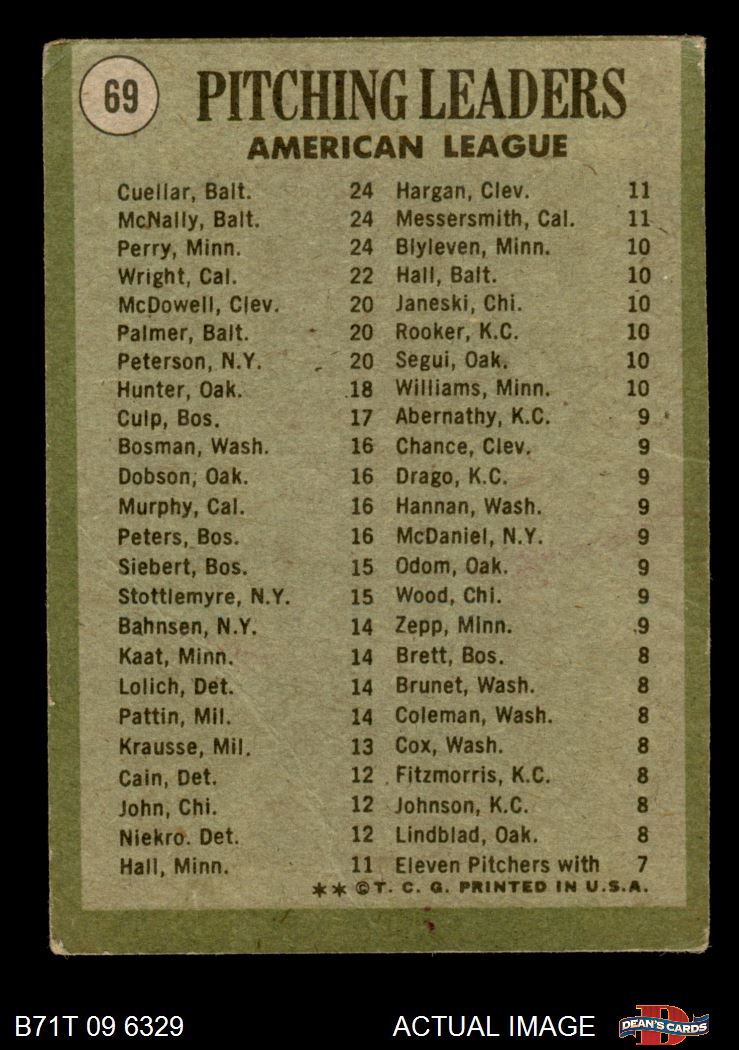 69
PITCHING LEADERS
AMERICAN LEAGUE
Cuellar, Balt. 24
McNally, Balt. 24
Perry, Minn. 24
Wright, Cal. 22
McDowell, Clev. 20
Palmer, Balt. 20
Peterson, N.Y. 20
Hunter, Oak. 18
Culp, Bos. 17
Bosman, Wash. 16
Dobson, Oak. 16
Murphy, Cal. 16
Peters, Bos. 16
Siebert, Bos. 15
Stottlemyre, N.Y. 15
Bahnsen, N.Y. 14
Kaat, Minn. 14
Lolich, Det. 14
Pattin, Mil. 14
Krausse, Mil. 13
Cain, Det. 12
John, Chi. 12
Niekro. Det. 12
Hall, Minn. 11
Hargan, Clev. 11
Messersmith, Cal. 11
Blyleven, Minn. 10
Hall, Balt. 10
Janeski, Chi. 10
Rooker, K.C. 10
Segui, Oak. 10
Williams, Minn. 10
Abernathy, K.C. 9
Chance, Clev. 9
Drago, K.C. 9
Hannan, Wash. 9
McDaniel, N.Y. 9
Odom, Oak. 9
Wood, Chi. 9
Zepp, Minn. 9
Brett, Bos. 8
Brunet, Wash. 8
Coleman, Wash. 8
Cox, Wash. 8
Fitzmorris, K.C. 8
Johnson, K.C. 8
Lindblad, Oak. 8
Eleven Pitchers with 7
** © T. C. G. PRINTED IN U.S.A.
B71T 09 6329
ACTUAL IMAGE
D
DEAN'S CARDS